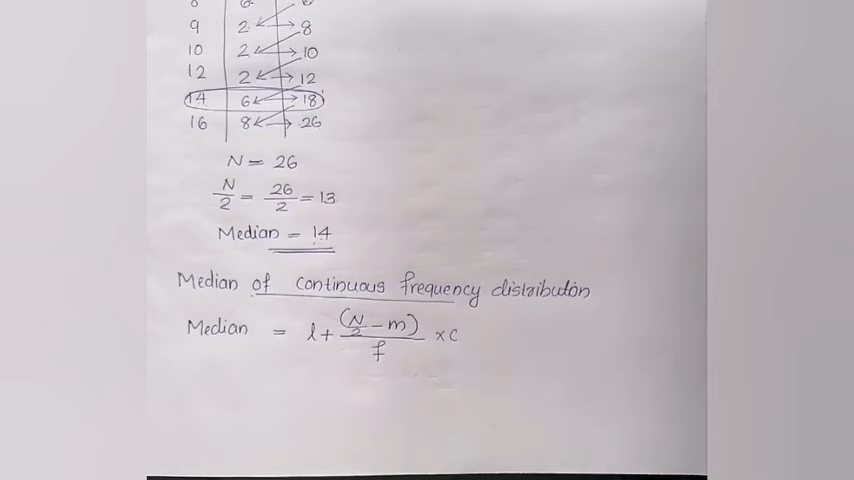 9 2 8
10 2 10
12 2 12
14 6 18
16 8 26
N = 26
N/2 = 26/2 = 13
Median = 14
Median of continuous frequency distributon
Median = l + (N/2 - m)/f × c